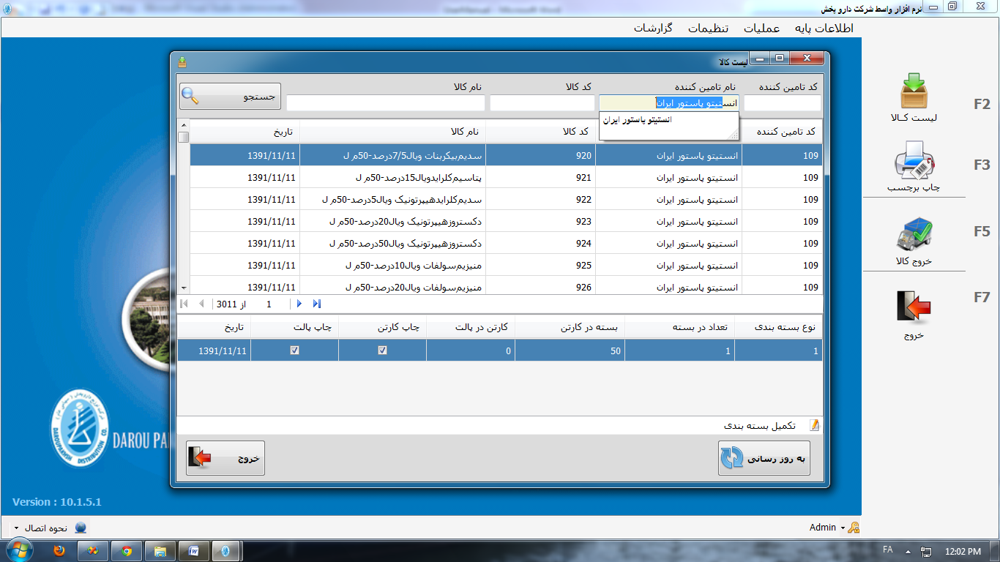 نرم افزار واسط شرکت دارو پخش
اطلاعات پایه عملیات تنظیمات گزارشات
لیست کالا
کد تامین کننده نام تامین کننده کد کالا نام کالا
جستجو
انستیتو پاستور ایران
انستیتو پاستور ایران
کد تامین کننده کد کالا نام کالا تاریخ
109 انستیتو پاستور ایران 920 سدیم‌بیکربنات ویال7/5درصد-50م ل 1391/11/11
109 انستیتو پاستور ایران 921 پتاسیم‌کلرایدویال15درصد-50م ل 1391/11/11
109 انستیتو پاستور ایران 922 سدیم‌کلرایدهیپرتونیک ویال5درصد-50م ل 1391/11/11
109 انستیتو پاستور ایران 923 دکستروزهیپرتونیک ویال20درصد-50م ل 1391/11/11
109 انستیتو پاستور ایران 924 دکستروزهیپرتونیک ویال50درصد-50م ل 1391/11/11
109 انستیتو پاستور ایران 925 منیزیم‌سولفات ویال10درصد-50م ل 1391/11/11
109 انستیتو پاستور ایران 926 منیزیم‌سولفات ویال20درصد-50م ل 1391/11/11
1 از 3011
نوع بسته بندی تعداد در بسته بسته در کارتن کارتن در پالت چاپ کارتن چاپ پالت تاریخ
1 1 50 0 1391/11/11
تکمیل بسته بندی
به روز رسانی
خروج
F2
لیست کـالا
F3
چاپ برچسب
F5
خروج کالا
F7
خروج
DAROUPAKHSH DISTRIBUTION CO.
DAROU PA
Version : 10.1.5.1
Admin
نحوه اتصال
FA
12:02 PM